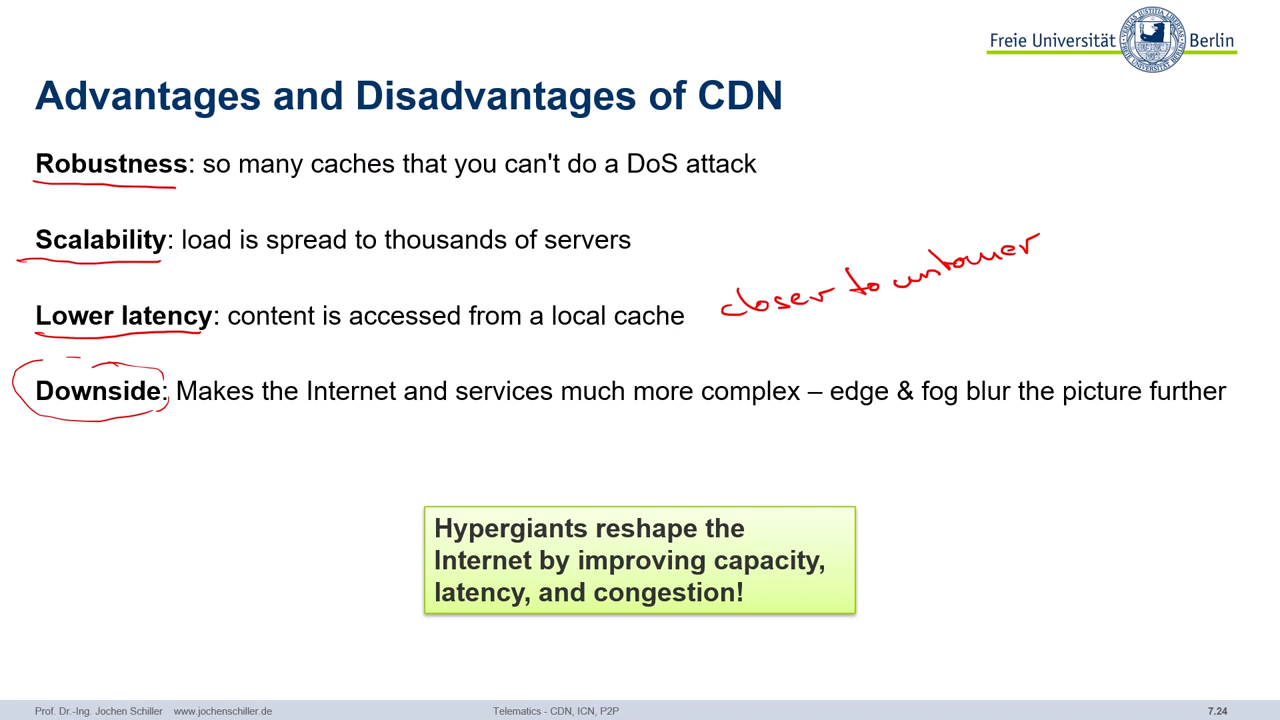 Freie Universität Berlin
Advantages and Disadvantages of CDN
Robustness: so many caches that you can't do a DoS attack
Scalability: load is spread to thousands of servers
closer to customer
Lower latency: content is accessed from a local cache
Downside: Makes the Internet and services much more complex – edge & fog blur the picture further
Hypergiants reshape the
Internet by improving capacity,
latency, and congestion!
Prof. Dr.-Ing. Jochen Schiller www.jochenschiller.de Telematics - CDN, ICN, P2P 7.24